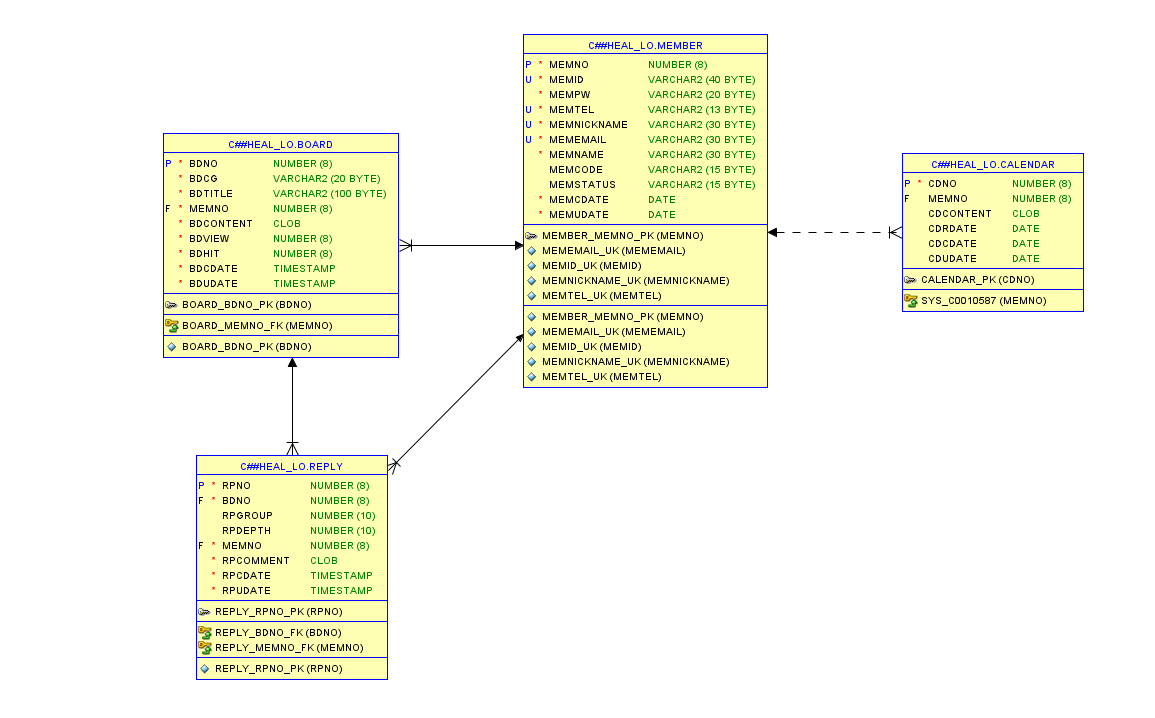 C##HEAL_LO.MEMBER
P * MEMNO NUMBER (8)
U * MEMID VARCHAR2 (40 BYTE)
* MEMPW VARCHAR2 (20 BYTE)
U * MEMTEL VARCHAR2 (13 BYTE)
U * MEMNICKNAME VARCHAR2 (30 BYTE)
U * MEMEMAIL VARCHAR2 (30 BYTE)
* MEMNAME VARCHAR2 (30 BYTE)
MEMCODE VARCHAR2 (15 BYTE)
MEMSTATUS VARCHAR2 (15 BYTE)
* MEMCDATE DATE
* MEMUDATE DATE
MEMBER_MEMNO_PK (MEMNO)
MEMEMAIL_UK (MEMEMAIL)
MEMID_UK (MEMID)
MEMNICKNAME_UK (MEMNICKNAME)
MEMTEL_UK (MEMTEL)
MEMBER_MEMNO_PK (MEMNO)
MEMEMAIL_UK (MEMEMAIL)
MEMID_UK (MEMID)
MEMNICKNAME_UK (MEMNICKNAME)
MEMTEL_UK (MEMTEL)
C##HEAL_LO.BOARD
P * BDNO NUMBER (8)
* BDCG VARCHAR2 (20 BYTE)
* BDTITLE VARCHAR2 (100 BYTE)
F * MEMNO NUMBER (8)
* BDCONTENT CLOB
* BDVIEW NUMBER (8)
* BDHIT NUMBER (8)
* BDCDATE TIMESTAMP
* BDUDATE TIMESTAMP
BOARD_BDNO_PK (BDNO)
BOARD_MEMNO_FK (MEMNO)
BOARD_BDNO_PK (BDNO)
C##HEAL_LO.CALENDAR
P * CDNO NUMBER (8)
F MEMNO NUMBER (8)
CDCONTENT CLOB
CDRDATE DATE
CDCDATE DATE
CDUDATE DATE
CALENDAR_PK (CDNO)
SYS_C0010587 (MEMNO)
C##HEAL_LO.REPLY
P * RPNO NUMBER (8)
F * BDNO NUMBER (8)
RPGROUP NUMBER (10)
RPDEPTH NUMBER (10)
F * MEMNO NUMBER (8)
* RPCOMMENT CLOB
* RPCDATE TIMESTAMP
* RPUDATE TIMESTAMP
REPLY_RPNO_PK (RPNO)
REPLY_BDNO_FK (BDNO)
REPLY_MEMNO_FK (MEMNO)
REPLY_RPNO_PK (RPNO)